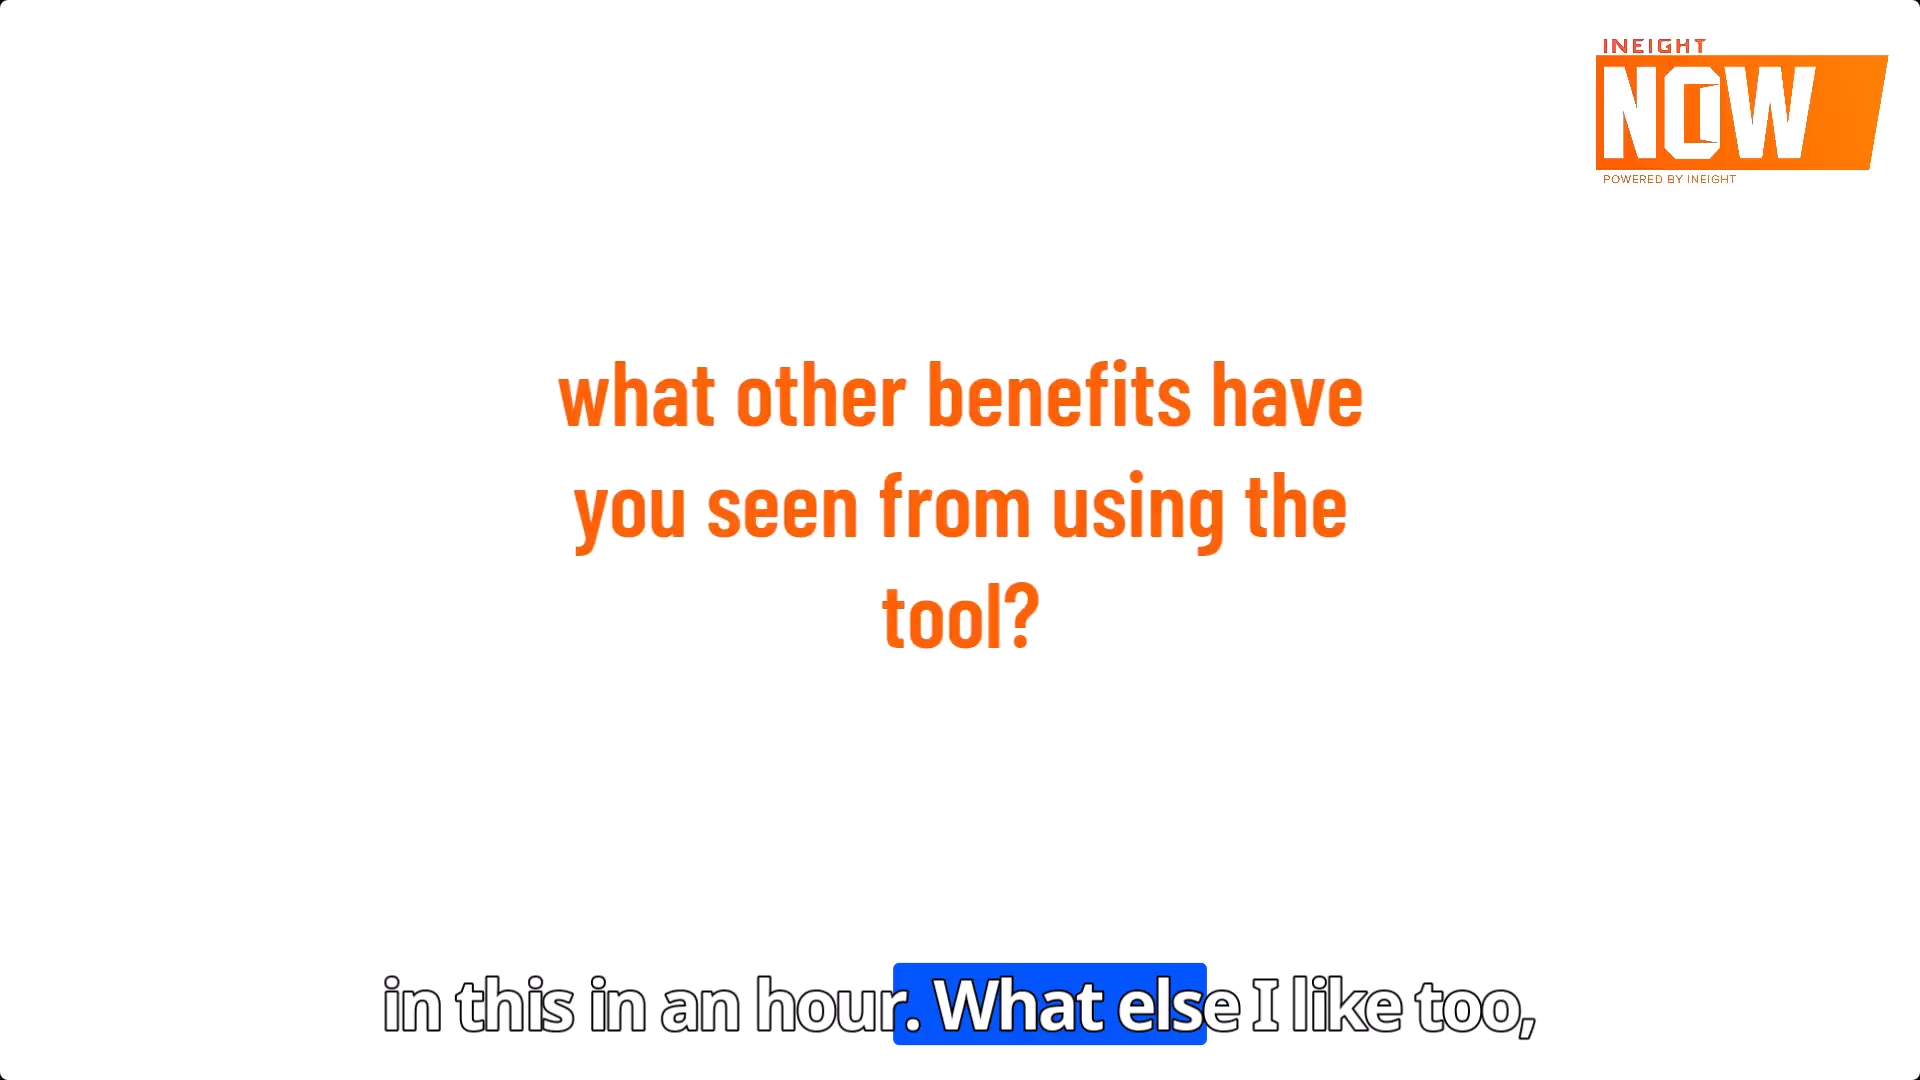 INEIGHT
NOW
POWERED BY INEIGHT
what other benefits have
you seen from using the
tool?
in this in an hour. What else I like too,